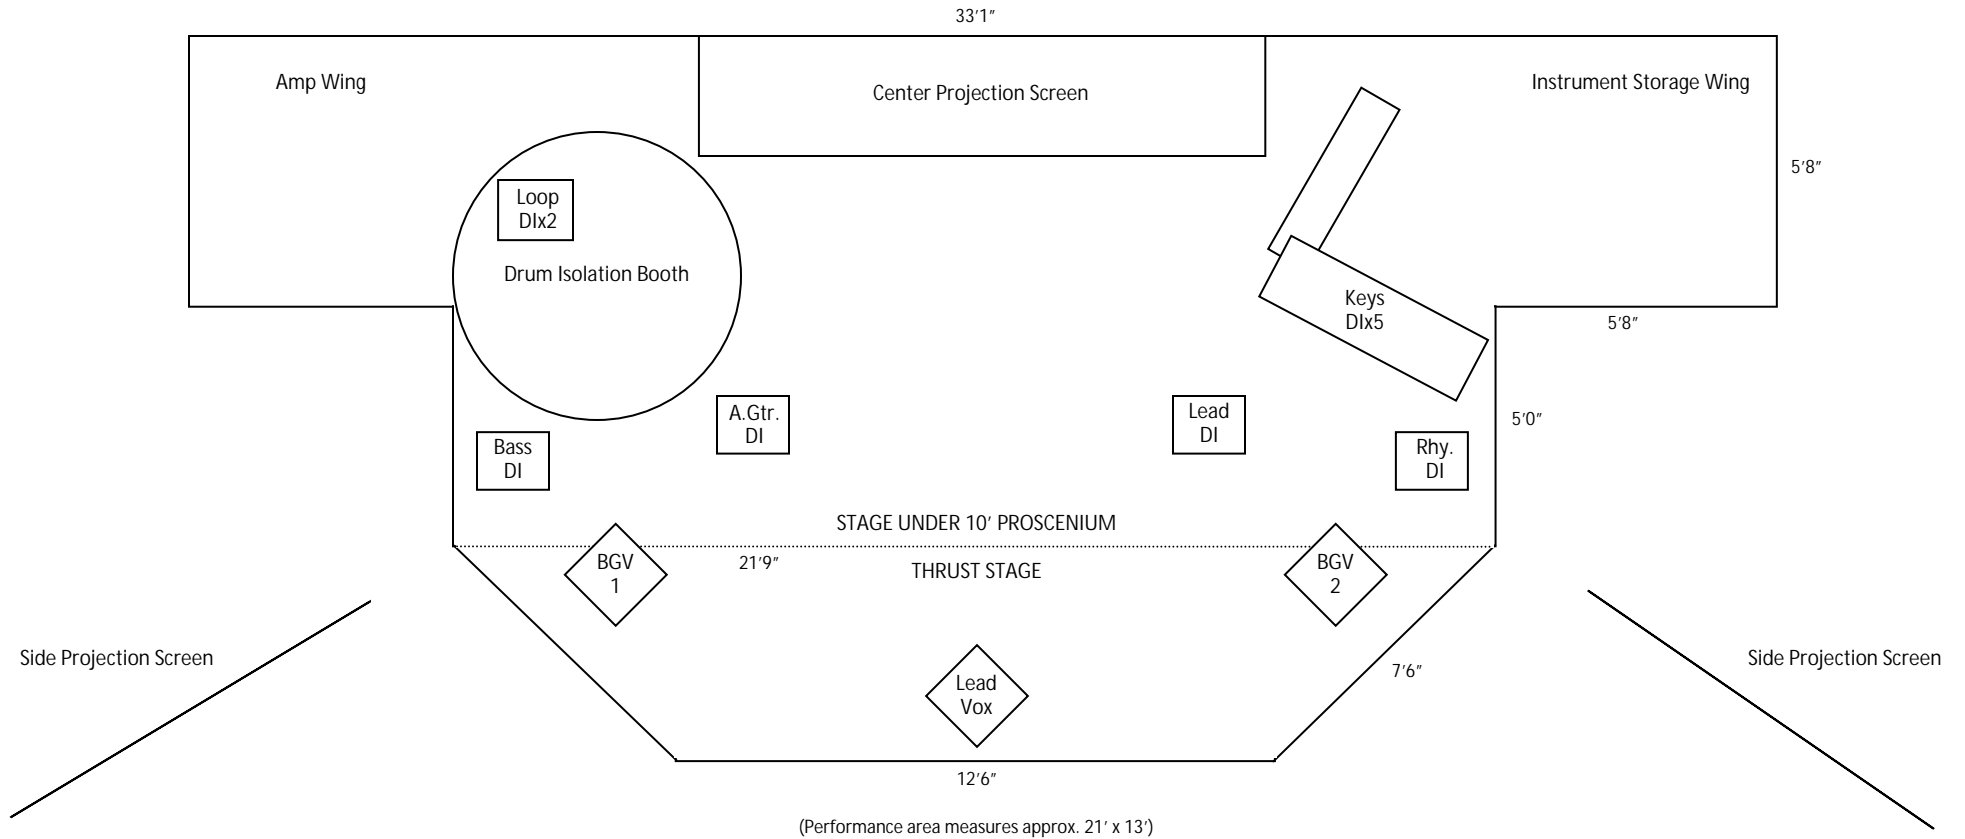 33'1"
Amp Wing
Center Projection Screen
Instrument Storage Wing
5'8"
Loop
DIx2
Drum Isolation Booth
Keys
DIx5
5'8"
A.Gtr.
DI
Lead
DI
5'0"
Bass
DI
Rhy.
DI
STAGE UNDER 10' PROSCENIUM
21'9"
THRUST STAGE
BGV
1
BGV
2
Side Projection Screen
Lead
Vox
7'6"
Side Projection Screen
12'6"
(Performance area measures approx. 21' x 13')